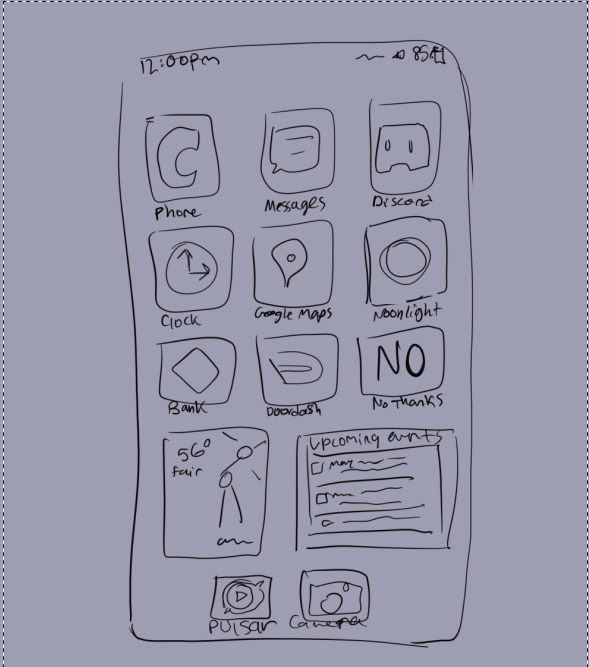 12:00pm 85
Phone Messages Discord
Clock Google Maps Noonlight
NO
Bank Doordash No Thanks
56°
fair
upcoming events
Pulsar Camera